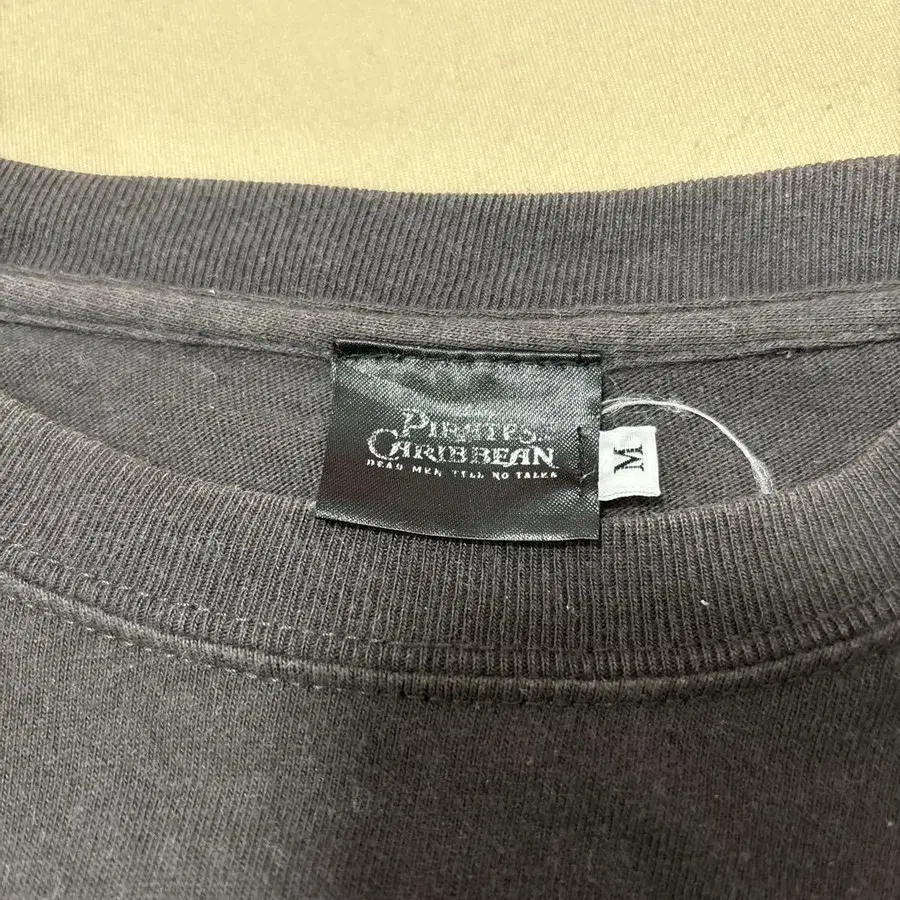 PIRATES
CARIBBEAN
DEAD MEN TELL NO TALES
M